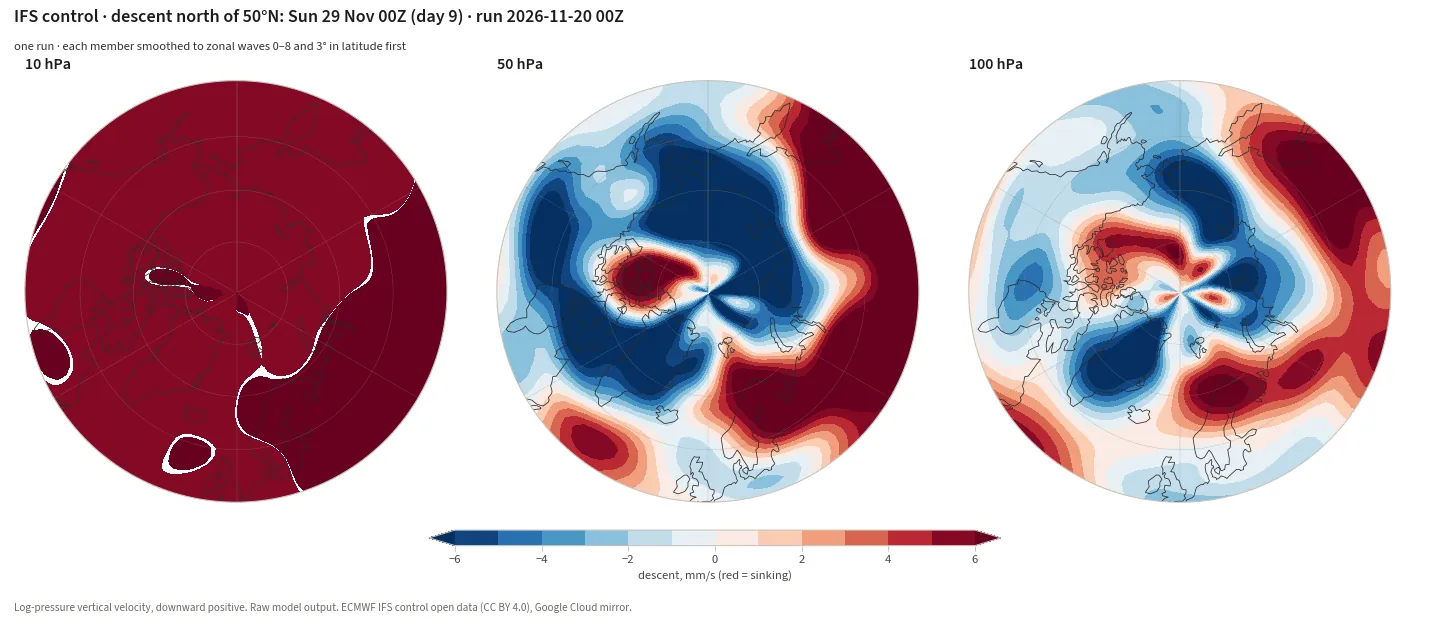 IFS control · descent north of 50°N: Sun 29 Nov 00Z (day 9) · run 2026-11-20 00Z
one run · each member smoothed to zonal waves 0–8 and 3° in latitude first
10 hPa
50 hPa
100 hPa
−6
−4
−2
0
2
4
6
descent, mm/s (red = sinking)
Log-pressure vertical velocity, downward positive. Raw model output. ECMWF IFS control open data (CC BY 4.0), Google Cloud mirror.